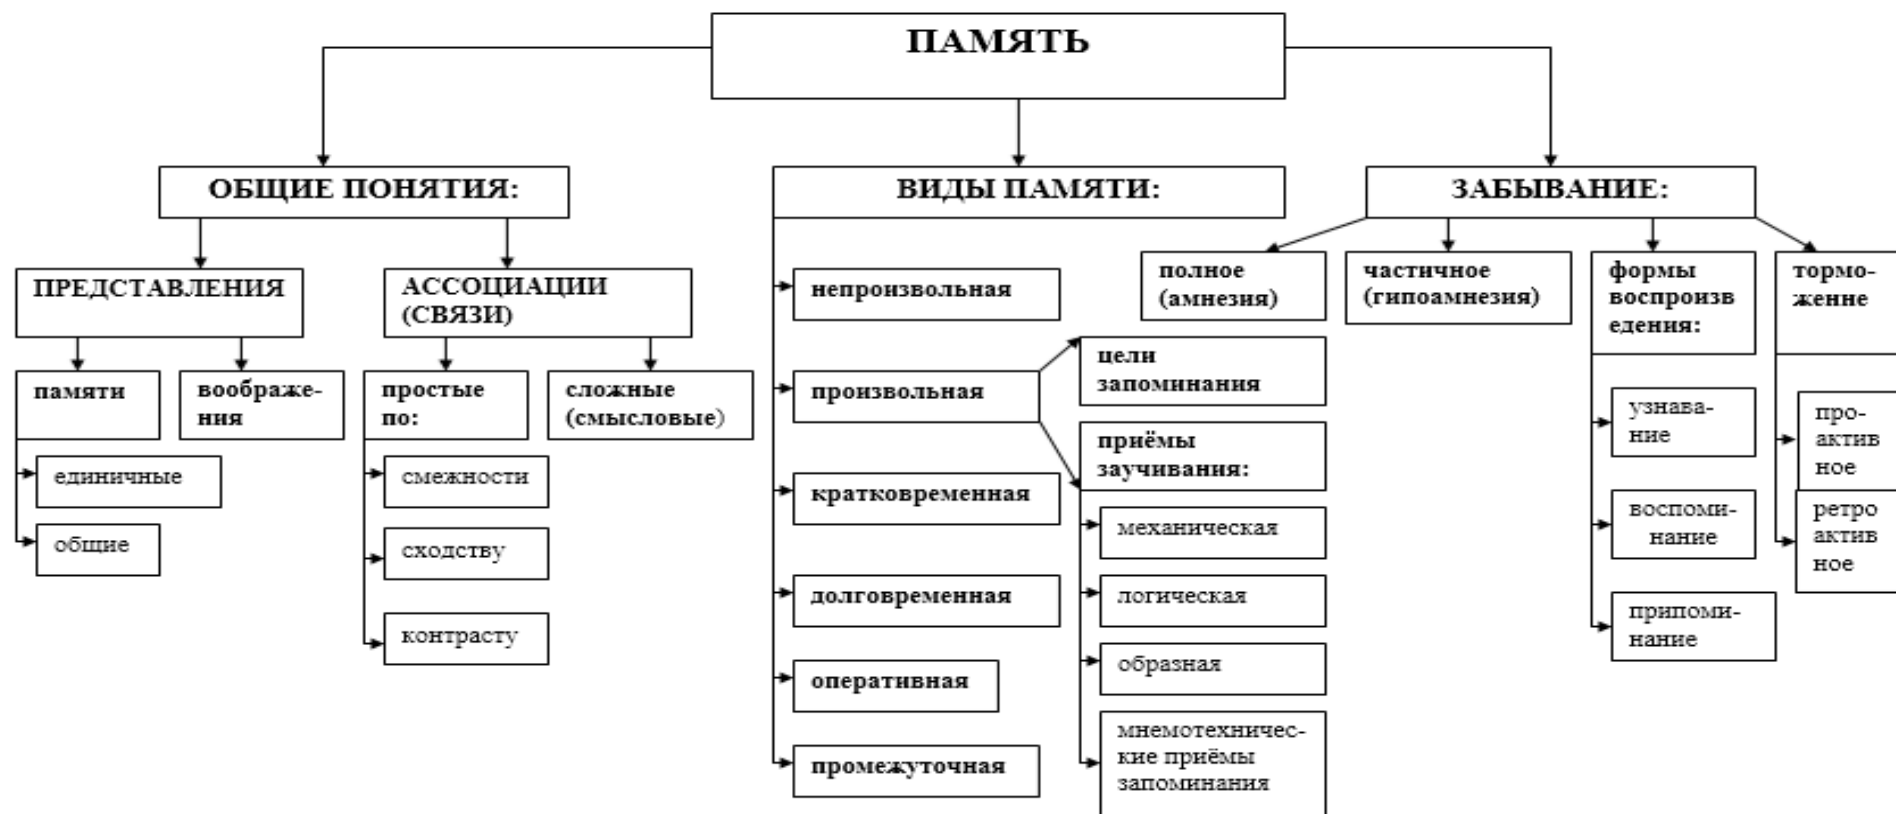 ПАМЯТЬ
ОБЩИЕ ПОНЯТИЯ:
ПРЕДСТАВЛЕНИЯ
памяти
единичные
общие
воображе-
ния
АССОЦИАЦИИ
(СВЯЗИ)
простые
по:
смежности
сходству
контрасту
сложные
(смысловые)
ВИДЫ ПАМЯТИ:
непроизвольная
произвольная
цели
запоминания
приёмы
заучивания:
механическая
логическая
образная
мнемотехничес-
кие приёмы
запоминания
кратковременная
долговременная
оперативная
промежуточная
ЗАБЫВАНИЕ:
полное
(амнезия)
частичное
(гипоамнезия)
формы
воспроизв
едения:
узнава-
ние
воспоми-
нание
припоми-
нание
тормо-
женне
про-
актив
ное
ретро
актив
ное